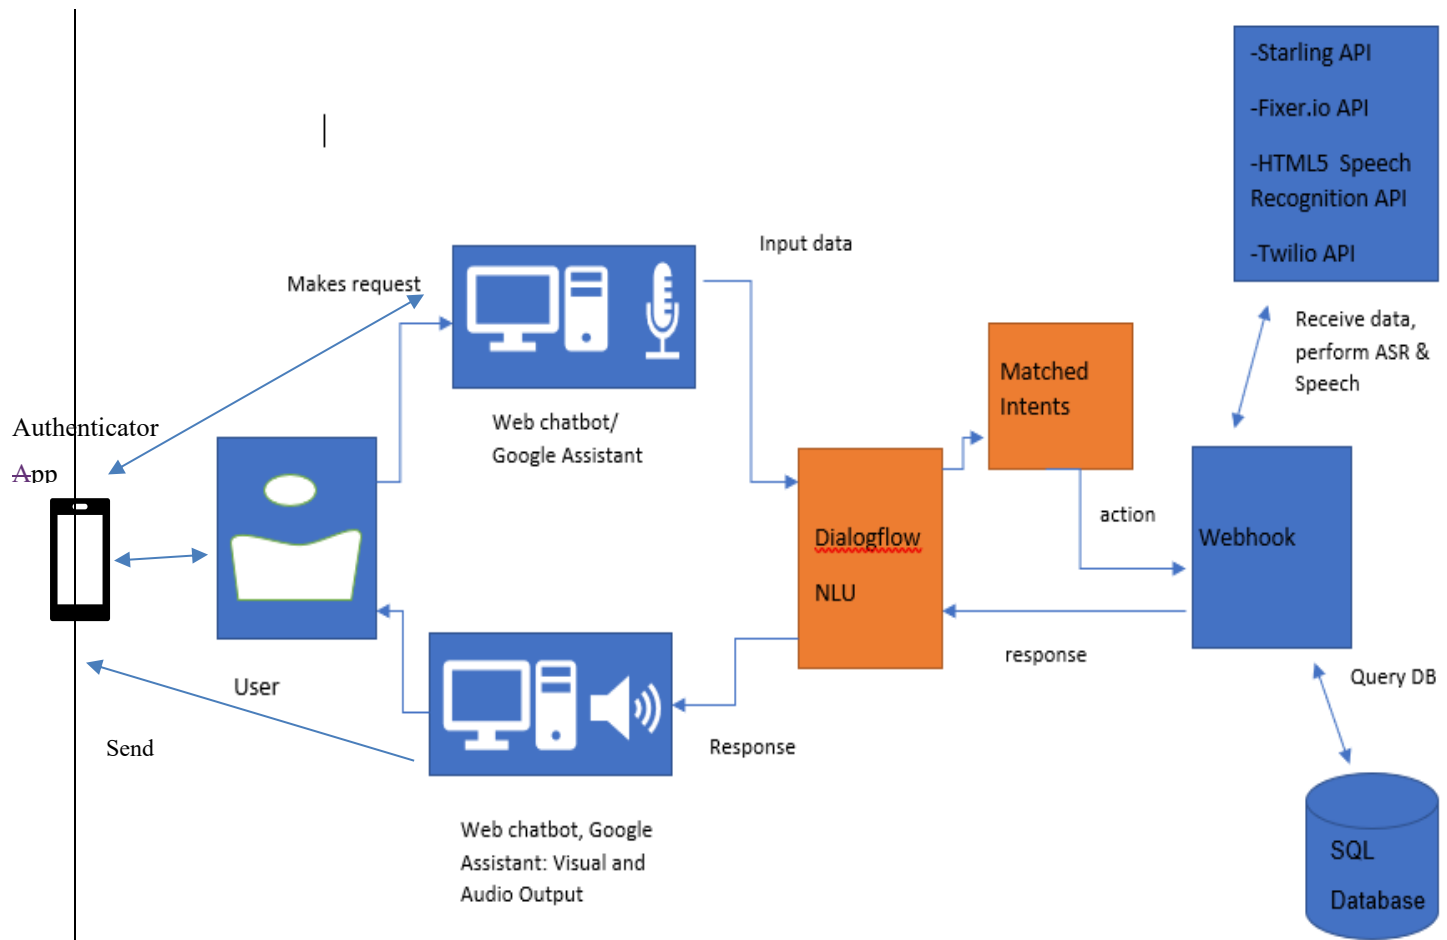 -Starling API
-Fixer.io API
-HTML5 Speech
Recognition API
-Twilio API
Input data
Makes request
Receive data,
perform ASR &
Speech
Matched
Intents
Web chatbot/
Google Assistant
Authenticator
App
action
Dialogflow
NLU
Webhook
response
Query DB
User
Send
Response
Web chatbot, Google
Assistant: Visual and
Audio Output
SQL
Database